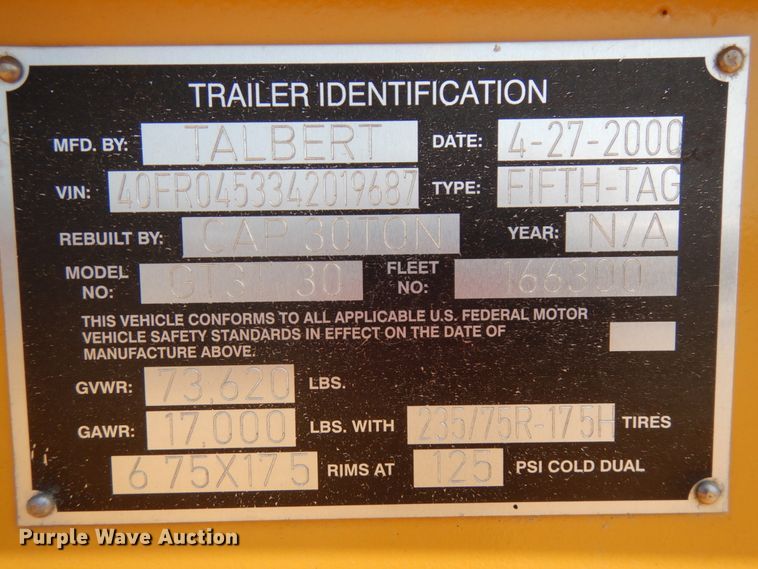 TRAILER IDENTIFICATION
MFD. BY: TALBERT DATE: 4-27-2000
VIN: 40FR0453342019687 TYPE: FIFTH-TAG
REBUILT BY: CAP 30TON YEAR: N/A
MODEL NO: 30 FLEET NO: 166300
THIS VEHICLE CONFORMS TO ALL APPLICABLE U.S. FEDERAL MOTOR
VEHICLE SAFETY STANDARDS IN EFFECT ON THE DATE OF
MANUFACTURE ABOVE.
GVWR: 73,620 LBS.
GAWR: 17,000 LBS. WITH 235/75R-17.5H TIRES
6.75X17.5 RIMS AT 125 PSI COLD DUAL
Purple Wave Auction